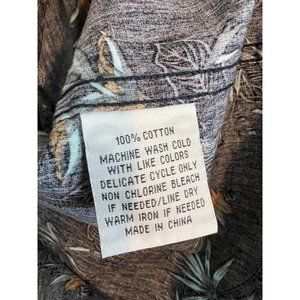 100% COTTON
MACHINE WASH COLD
WITH LIKE COLORS
DELICATE CYCLE ONLY
NON CHLORINE BLEACH
IF NEEDED/LINE DRY
WARM IRON IF NEEDED
MADE IN CHINA